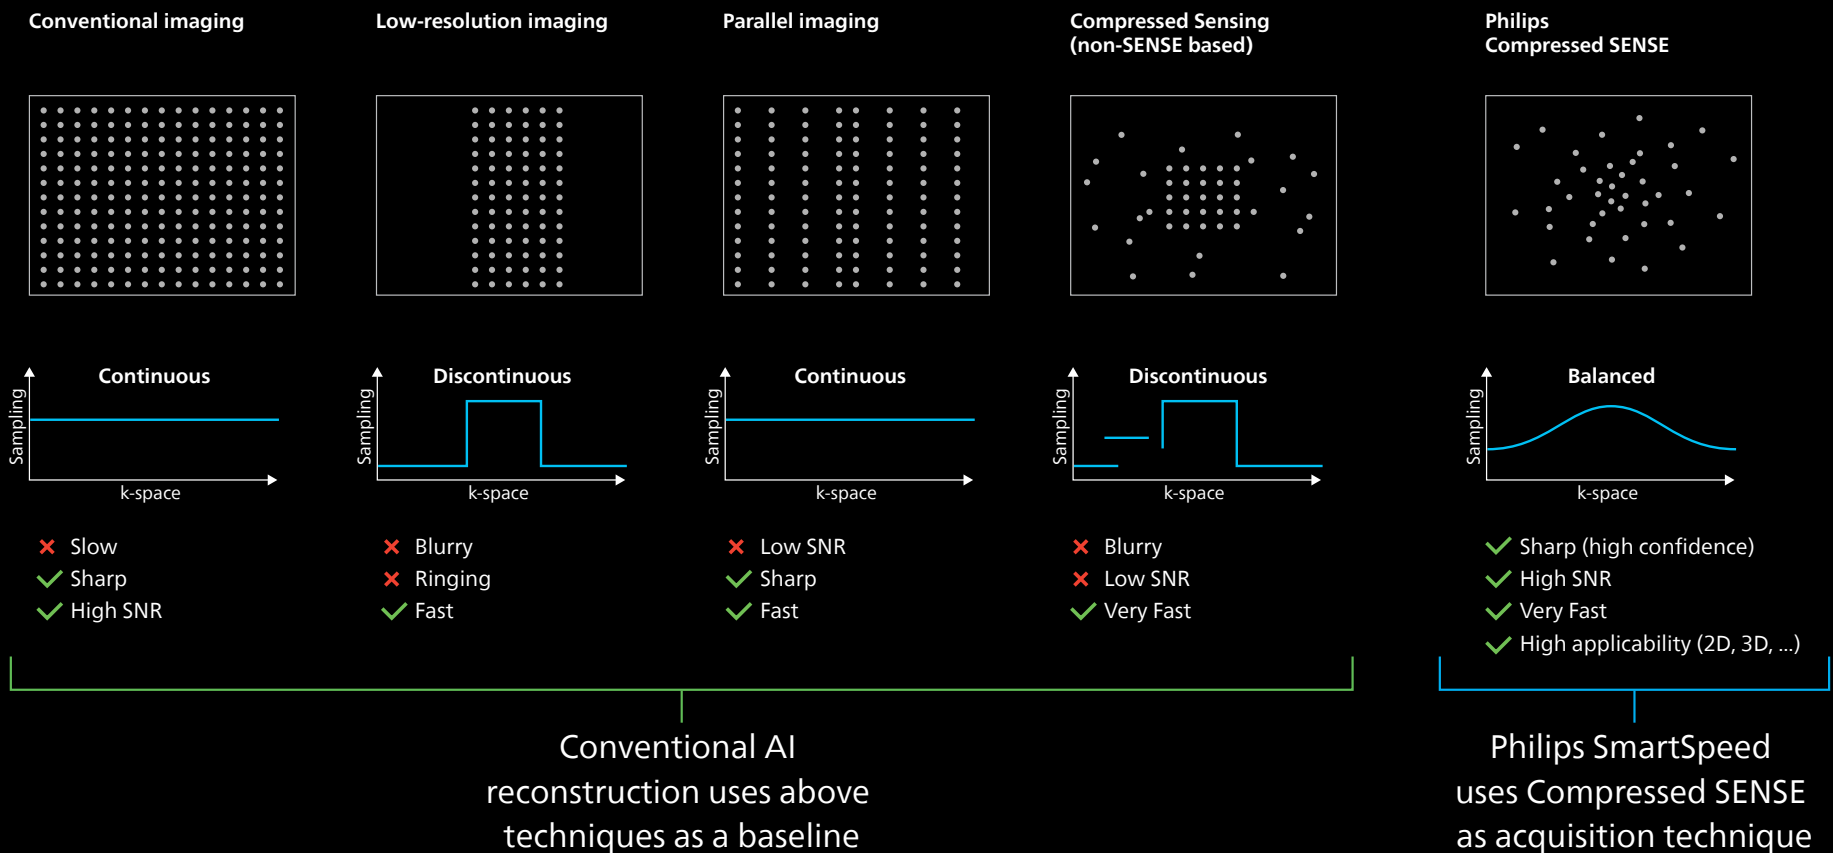 Conventional imaging
Low-resolution imaging
Parallel imaging
Compressed Sensing
(non-SENSE based)
Philips
Compressed SENSE
Continuous
Sampling
k-space
Discontinuous
Sampling
k-space
Continuous
Sampling
k-space
Discontinuous
Sampling
k-space
Balanced
Sampling
k-space
Slow
Sharp
High SNR
Blurry
Ringing
Fast
Low SNR
Sharp
Fast
Blurry
Low SNR
Very Fast
Sharp (high confidence)
High SNR
Very Fast
High applicability (2D, 3D, ...)
Conventional AI
reconstruction uses above
techniques as a baseline
Philips SmartSpeed
uses Compressed SENSE
as acquisition technique